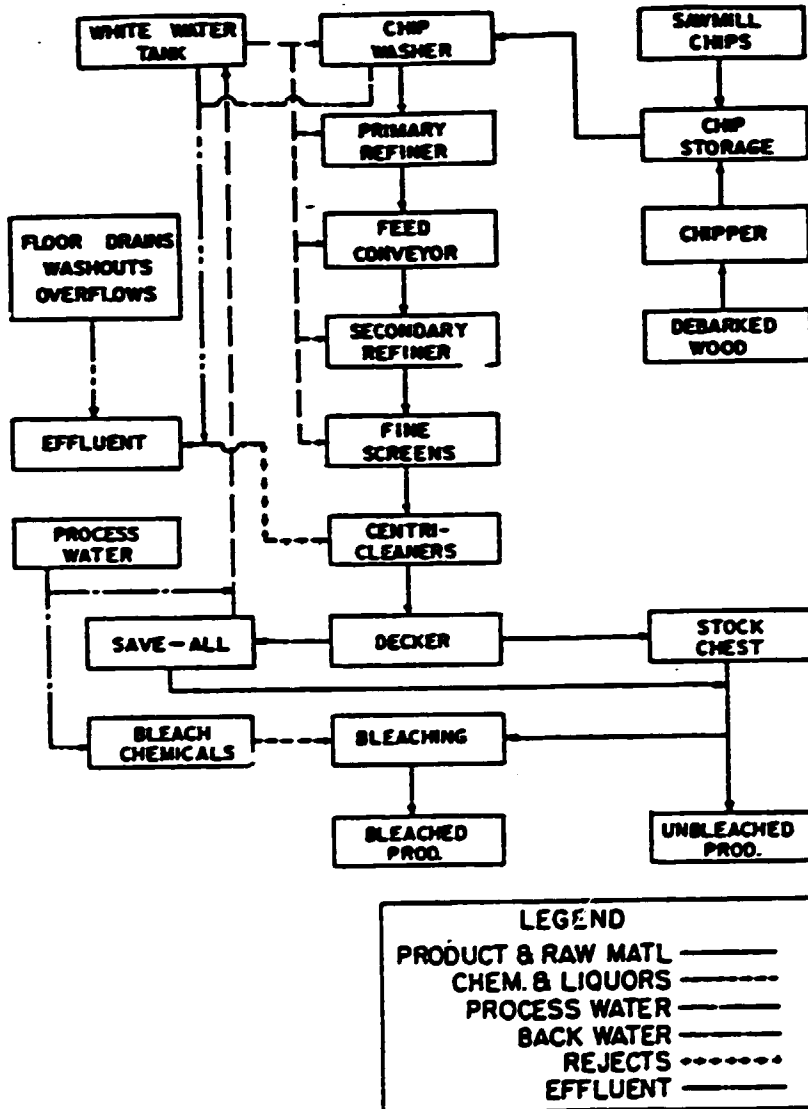 WHITE WATER
TANK
CHIP
WASHER
SAWMILL
CHIPS
PRIMARY
REFINER
CHIP
STORAGE
FLOOR DRAINS
WASHOUTS
OVERFLOWS
FEED
CONVEYOR
CHIPPER
SECONDARY
REFINER
DEBARKED
WOOD
EFFLUENT
FINE
SCREENS
PROCESS
WATER
CENTRI-
CLEANERS
SAVE-ALL
DECKER
STOCK
CHEST
BLEACH
CHEMICALS
BLEACHING
BLEACHED
PROD.
UNBLEACHED
PROD.
LEGEND
PRODUCT & RAW MATL
CHEM. & LIQUORS
PROCESS WATER
BACK WATER
REJECTS
EFFLUENT